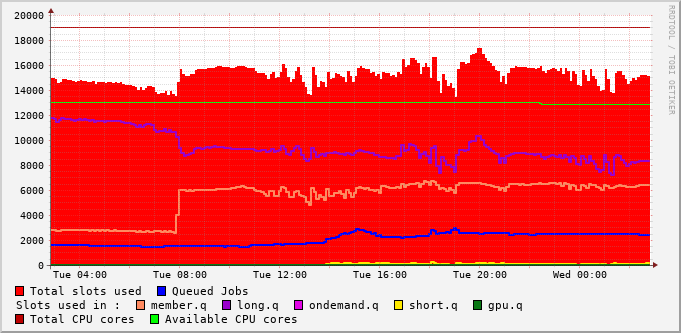 20000
18000
16000
14000
12000
10000
8000
6000
4000
2000
0
Tue 04:00 Tue 08:00 Tue 12:00 Tue 16:00 Tue 20:00 Wed 00:00
Total slots used Queued Jobs
Slots used in : member.q long.q ondemand.q short.q gpu.q
Total CPU cores Available CPU cores
RRDTOOL / TOBI OETIKER